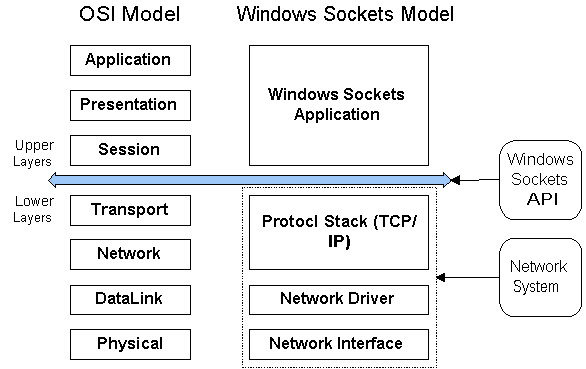 OSI Model
Windows Sockets Model
Application
Presentation
Session
Windows Sockets
Application
Upper
Layers
Lower
Layers
Windows
Sockets
API
Transport
Network
DataLink
Physical
Protocl Stack (TCP/
IP)
Network Driver
Network Interface
Network
System